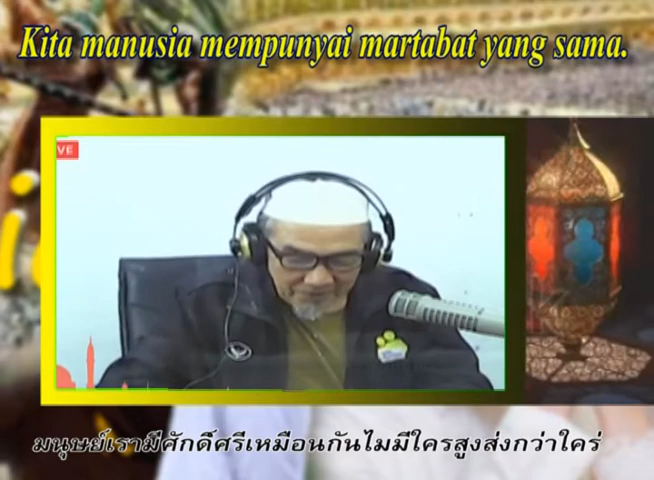 Kita manusia mempunyai martabat yang sama.
VE
มนุษย์เรามีศักดิ์ศรีเหมือนกันไม่มีใครสูงส่งกว่าใคร่